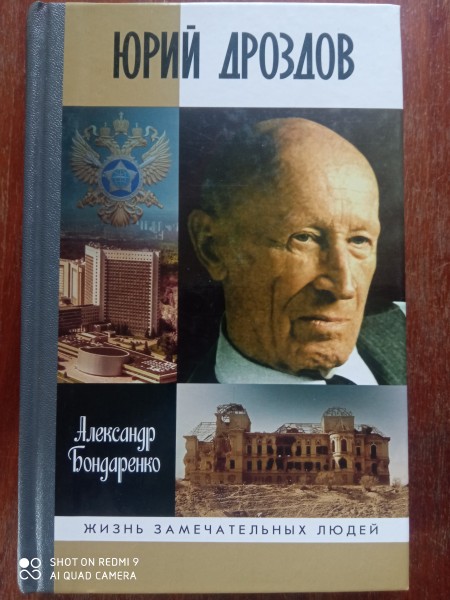 ЮРИЙ ДРОЗДОВ
Александр
Бондаренко
ЖИЗНЬ ЗАМЕЧАТЕЛЬНЫХ ЛЮДЕЙ
SHOT ON REDMI 9
AI QUAD CAMERA